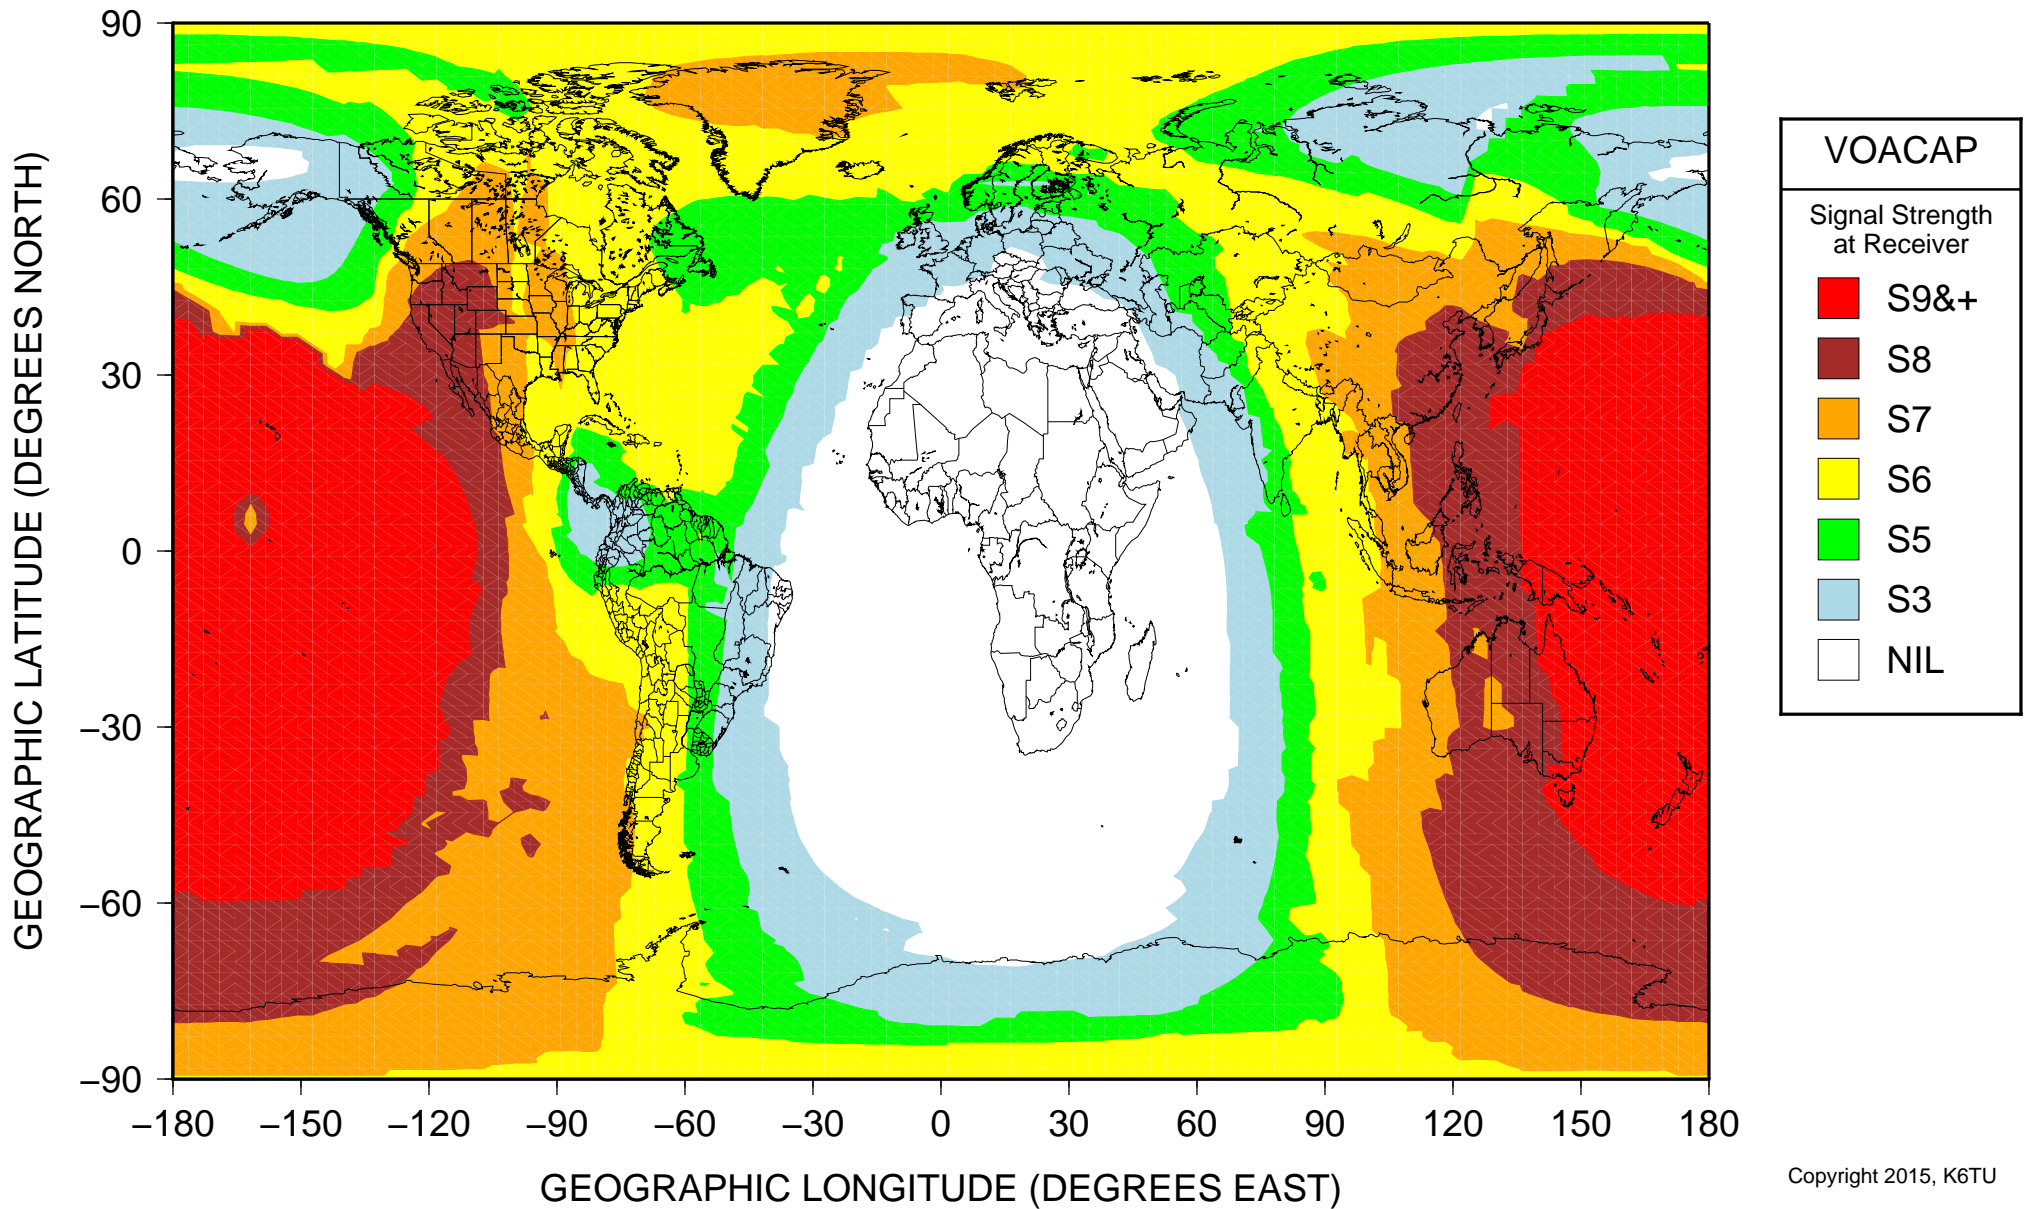 90
60
30
0
−30
−60
−90
GEOGRAPHIC LATITUDE (DEGREES NORTH)
−180 −150 −120 −90 −60 −30 0 30 60 90 120 150 180
GEOGRAPHIC LONGITUDE (DEGREES EAST)
VOACAP
Signal Strength
at Receiver
S9&+
S8
S7
S6
S5
S3
NIL
Copyright 2015, K6TU